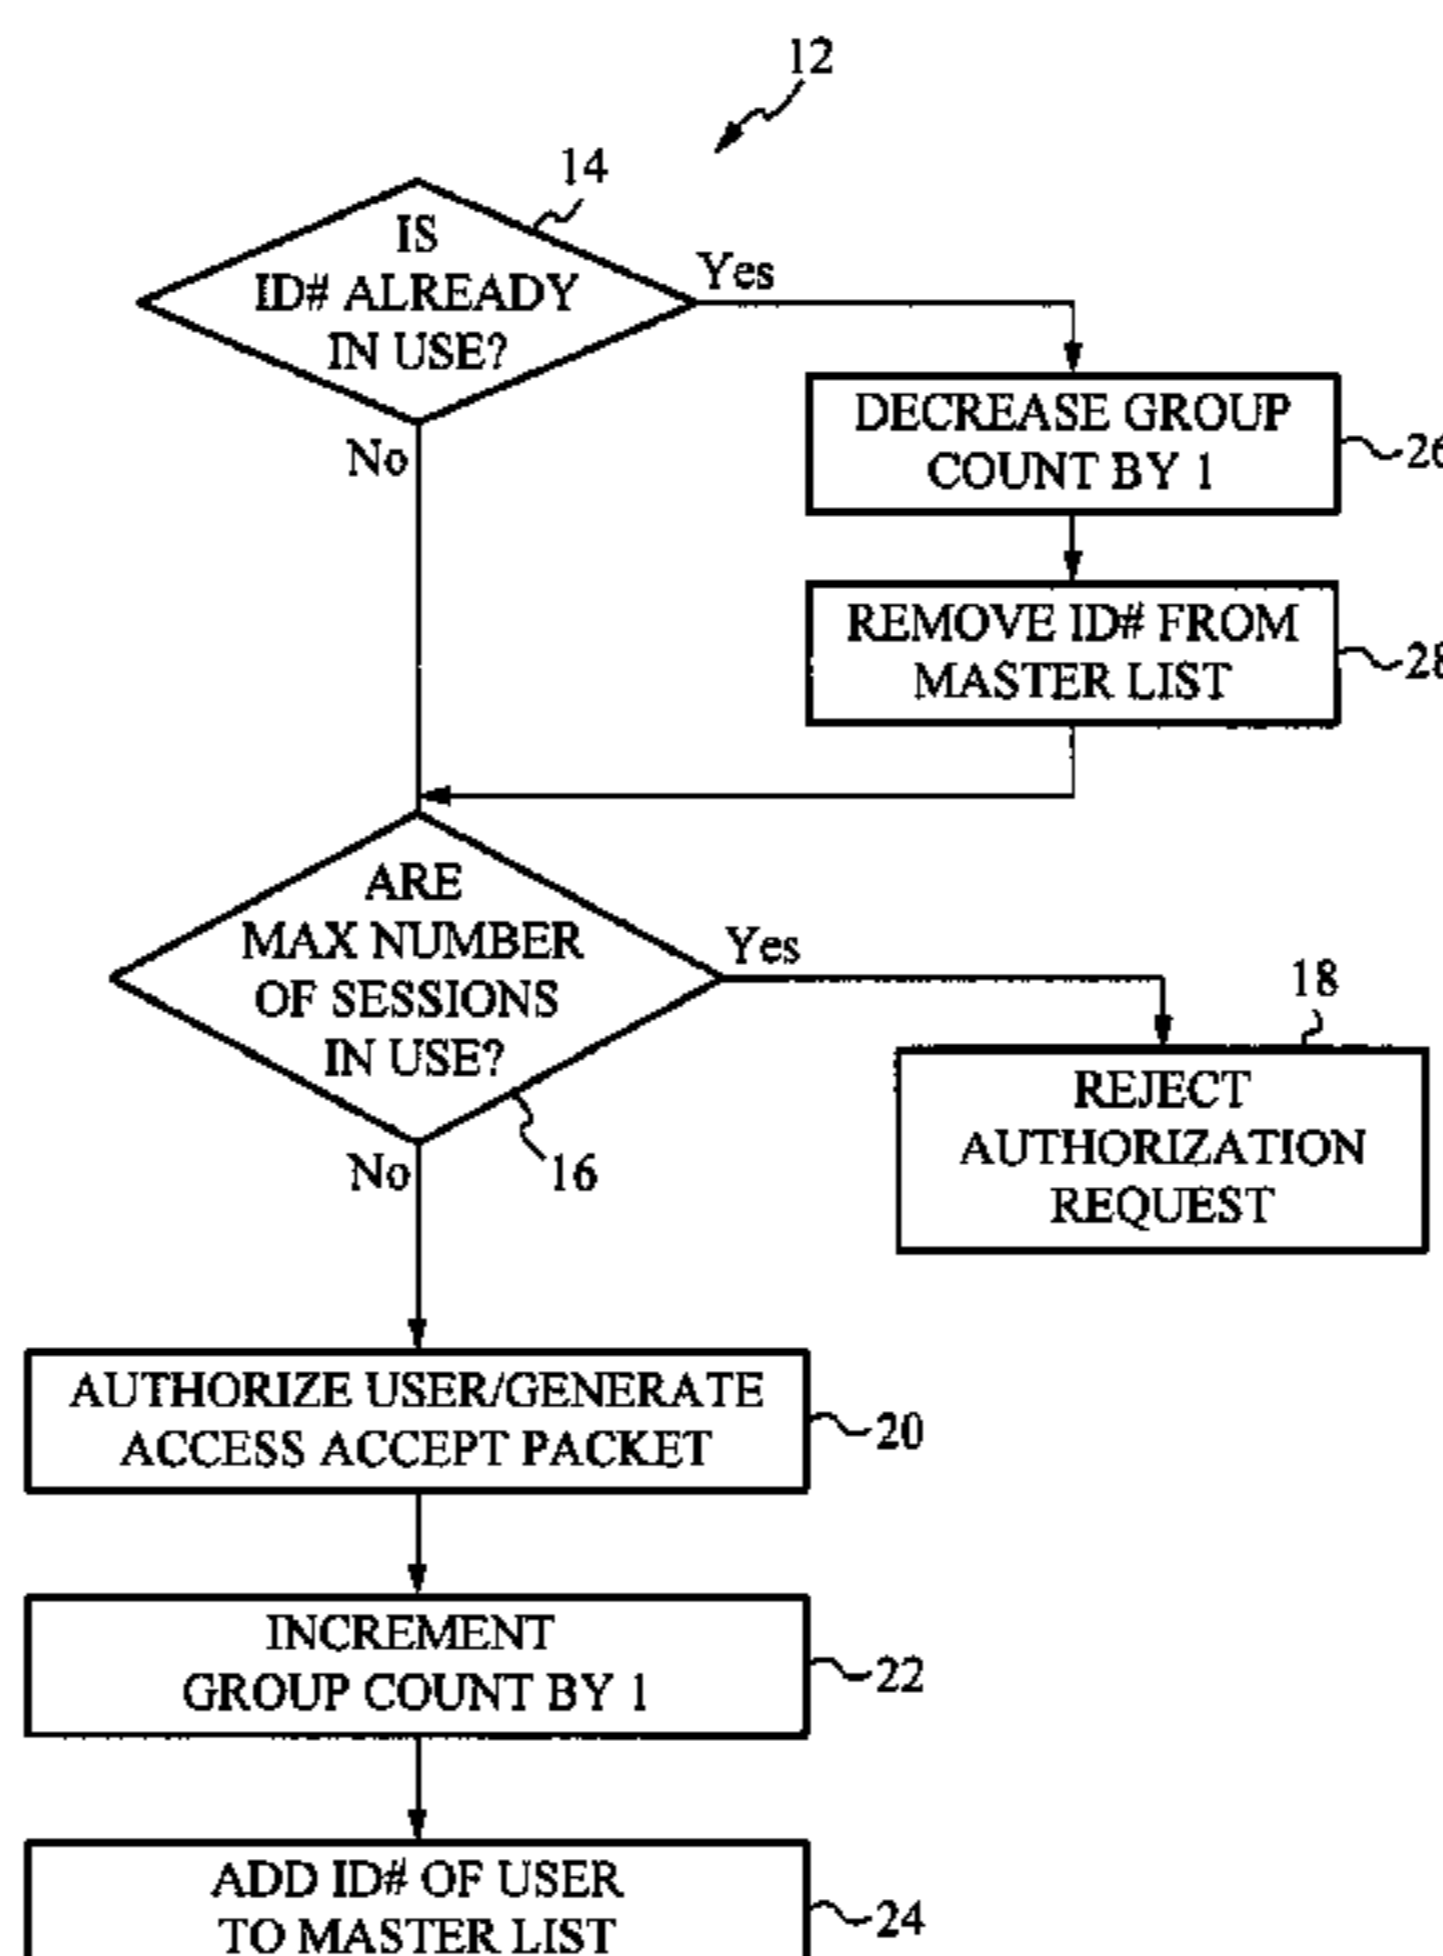 12
14
IS
ID# ALREADY
IN USE?
Yes
No
DECREASE GROUP
COUNT BY 1
26
REMOVE ID# FROM
MASTER LIST
28
ARE
MAX NUMBER
OF SESSIONS
IN USE?
Yes
No
16
18
REJECT
AUTHORIZATION
REQUEST
AUTHORIZE USER/GENERATE
ACCESS ACCEPT PACKET
20
INCREMENT
GROUP COUNT BY 1
22
ADD ID# OF USER
TO MASTER LIST
24